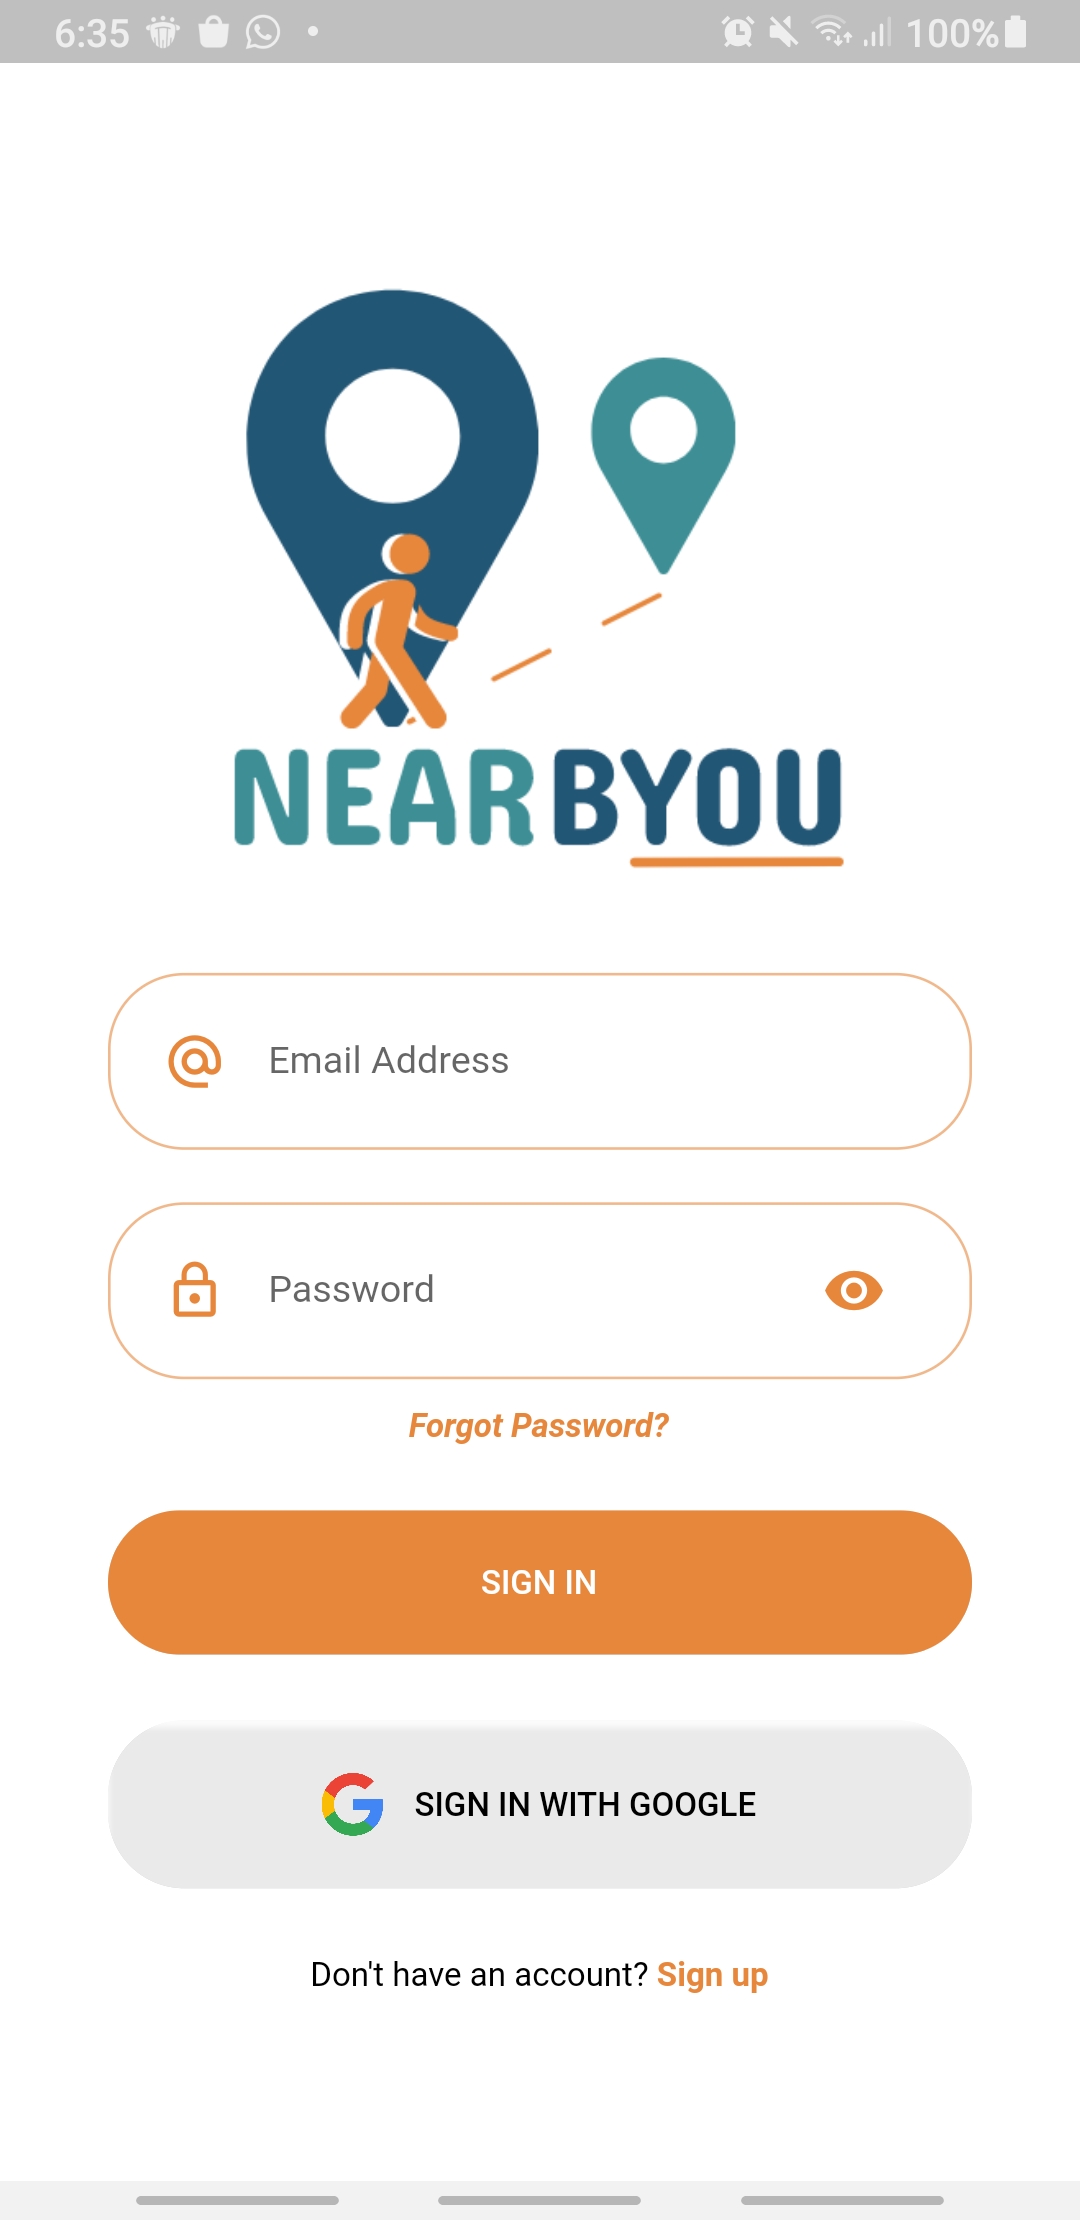 6:35 100%
NEARBYOU
Email Address
Password
Forgot Password?
SIGN IN
SIGN IN WITH GOOGLE
Don't have an account? Sign up